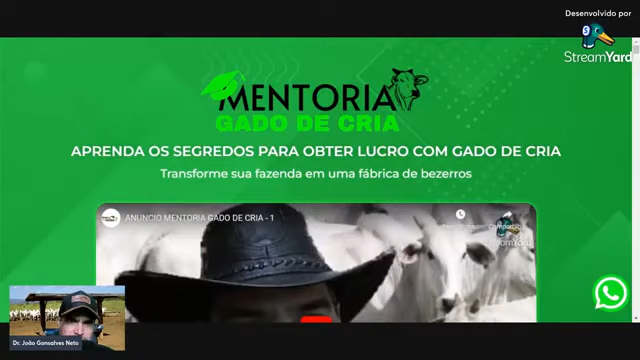 Desenvolvido por
StreamYard
MENTORIA
GADO DE CRIA
APRENDA OS SEGREDOS PARA OBTER LUCRO COM GADO DE CRIA
Transforme sua fazenda em uma fábrica de bezerros
ANUNCIO MENTORIA GADO DE CRIA - 1
Dr. João Gonsalves Neto